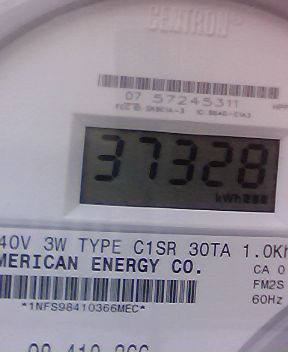 CENTRON
07 57245311
37328
kWh
40V 3W TYPE C1SR 30TA 1.0Kh
MERICAN ENERGY CO.
CA 0
FM2S
60Hz
*1NFS98410366MEC*